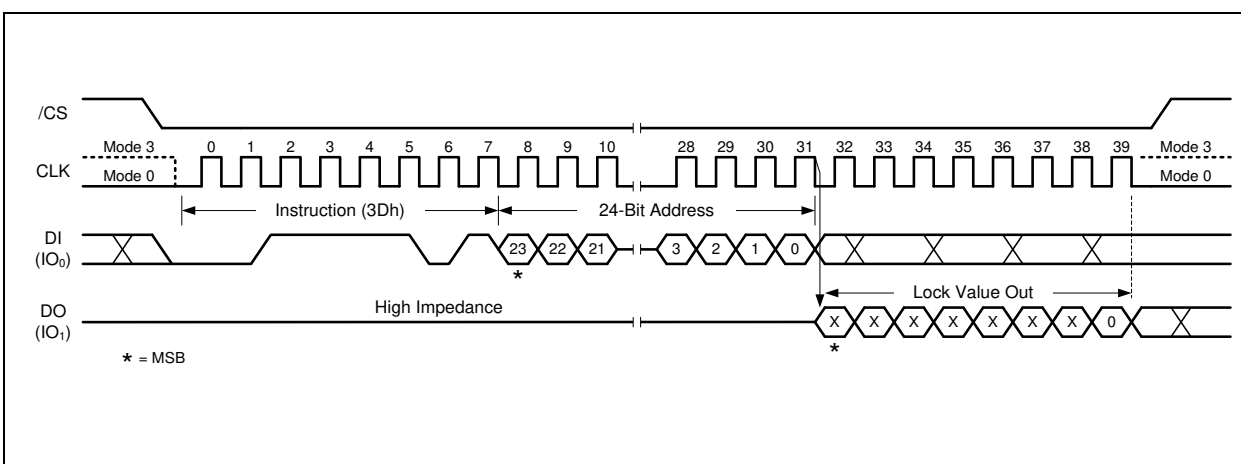 /CS
Mode 3 0 1 2 3 4 5 6 7 8 9 10 28 29 30 31 32 33 34 35 36 37 38 39 Mode 3
CLK Mode 0 Mode 0
Instruction (3Dh) 24-Bit Address
DI
(IO₀)
23 22 21 3 2 1 0
*
High Impedance Lock Value Out
DO
(IO₁)
X X X X X X X 0
* = MSB *